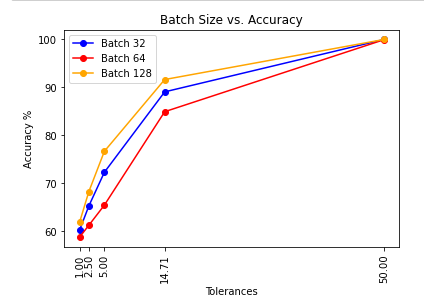 Batch Size vs. Accuracy
Batch 32
Batch 64
Batch 128
Accuracy %
100
90
80
70
60
1.00
2.50
5.00
14.71
50.00
Tolerances